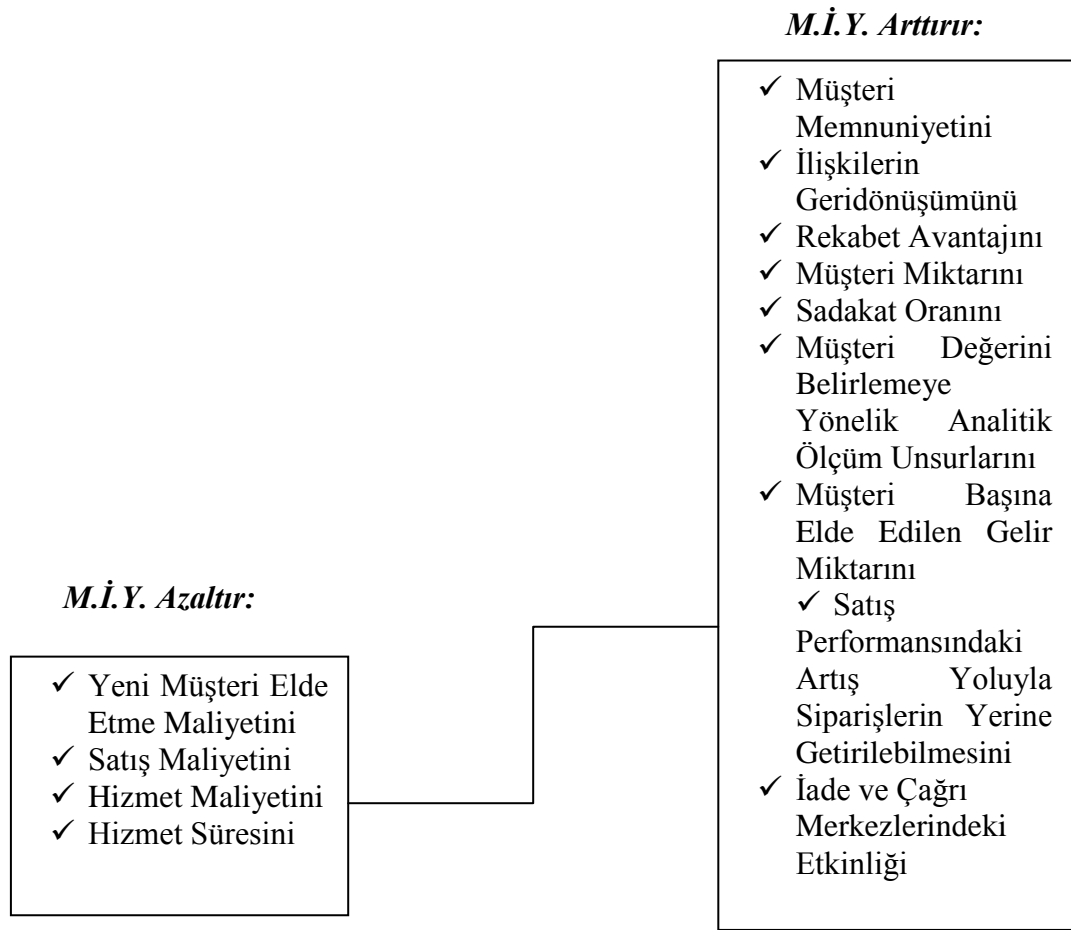 M.İ.Y. Arttırır:
✓ Müşteri
Memnuniyetini
✓ İlişkilerin
Geridönüşümünü
✓ Rekabet Avantajını
✓ Müşteri Miktarını
✓ Sadakat Oranını
✓ Müşteri Değerini
Belirlemeye
Yönelik Analitik
Ölçüm Unsurlarını
✓ Müşteri Başına
Elde Edilen Gelir
Miktarını
✓ Satış
Performansındaki
Artış Yoluyla
Siparişlerin Yerine
Getirilebilmesini
✓ İade ve Çağrı
Merkezlerindeki
Etkinliği
M.İ.Y. Azaltır:
✓ Yeni Müşteri Elde
Etme Maliyetini
✓ Satış Maliyetini
✓ Hizmet Maliyetini
✓ Hizmet Süresini